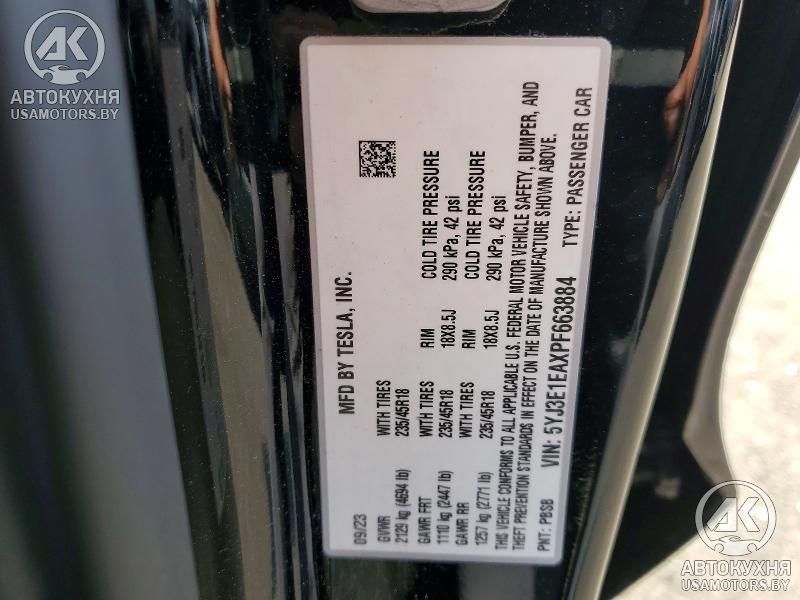 AK
АВТОКУХНЯ
USAMOTORS.BY
MFD BY TESLA, INC.
09/23
GVWR WITH TIRES RIM COLD TIRE PRESSURE
2129 kg (4694 lb) 235/45R18 18X8.5J 290 kPa, 42 psi
GAWR FRT WITH TIRES RIM COLD TIRE PRESSURE
1110 kg (2447 lb) 235/45R18 18X8.5J 290 kPa, 42 psi
GAWR RR WITH TIRES
1257 kg (2771 lb) 235/45R18
THIS VEHICLE CONFORMS TO ALL APPLICABLE U.S. FEDERAL MOTOR VEHICLE SAFETY, BUMPER, AND
THEFT PREVENTION STANDARDS IN EFFECT ON THE DATE OF MANUFACTURE SHOWN ABOVE.
PNT: PBSB VIN: 5YJ3E1EAXPF663884 TYPE: PASSENGER CAR
AK
АВТОКУХНЯ
USAMOTORS.BY